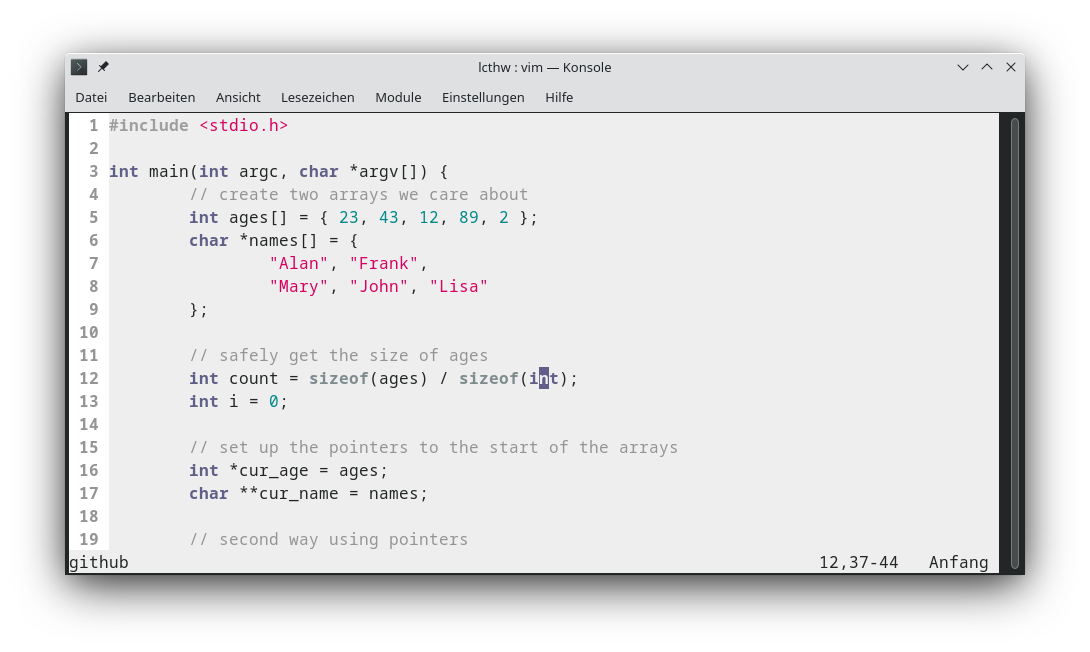 lcthw : vim — Konsole
Datei Bearbeiten Ansicht Lesezeichen Module Einstellungen Hilfe
1 #include <stdio.h>
2
3 int main(int argc, char *argv[]) {
4         // create two arrays we care about
5         int ages[] = { 23, 43, 12, 89, 2 };
6         char *names[] = {
7                 "Alan", "Frank",
8                 "Mary", "John", "Lisa"
9         };
10
11         // safely get the size of ages
12         int count = sizeof(ages) / sizeof(int);
13         int i = 0;
14
15         // set up the pointers to the start of the arrays
16         int *cur_age = ages;
17         char **cur_name = names;
18
19         // second way using pointers
github 12,37-44 Anfang